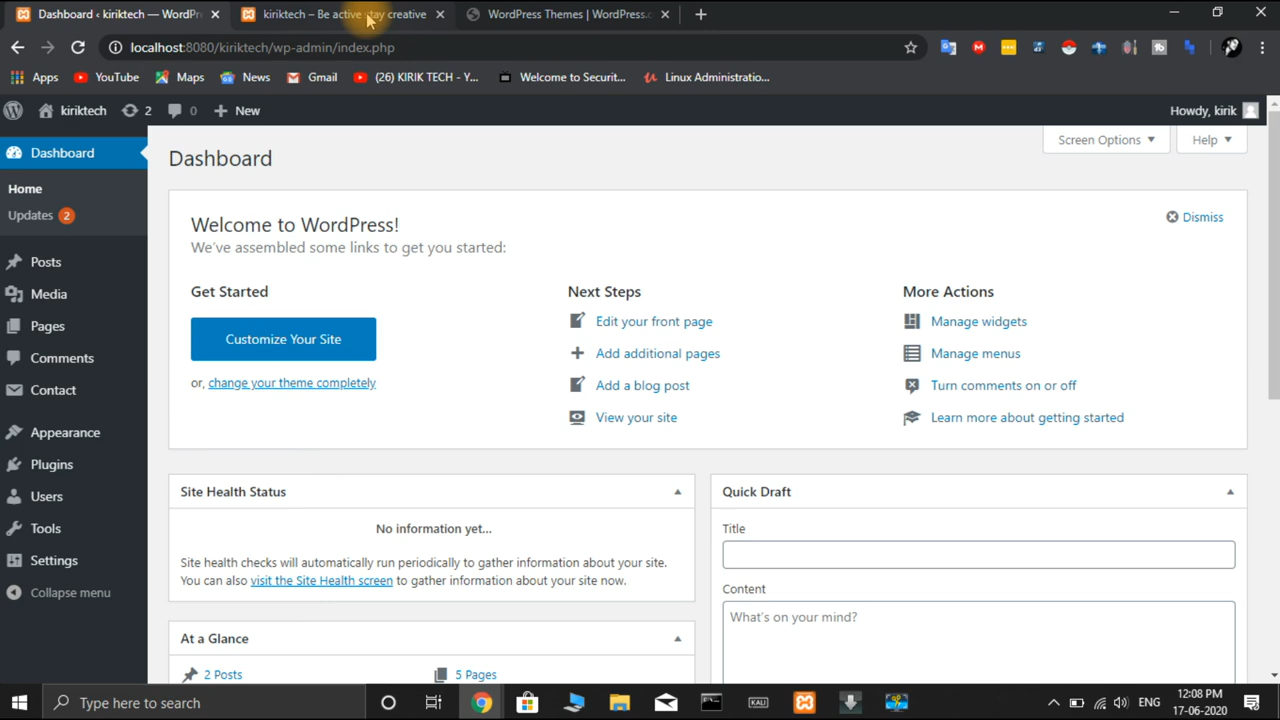 Dashboard ‹ kiriktech — WordPr
kiriktech – Be active stay creative
WordPress Themes | WordPress.c
localhost:8080/kiriktech/wp-admin/index.php
Apps
YouTube
Maps
News
Gmail
(26) KIRIK TECH - Y...
Welcome to Securit...
Linux Administratio...
kiriktech
2
0
New
Howdy, kirik
Dashboard
Home
Updates 2
Posts
Media
Pages
Comments
Contact
Appearance
Plugins
Users
Tools
Settings
Collapse menu
Dashboard
Screen Options
Help
Welcome to WordPress!
We've assembled some links to get you started:
Dismiss
Get Started
Customize Your Site
or, change your theme completely
Next Steps
Edit your front page
Add additional pages
Add a blog post
View your site
More Actions
Manage widgets
Manage menus
Turn comments on or off
Learn more about getting started
Site Health Status
No information yet...
Site health checks will automatically run periodically to gather information about your site.
You can also visit the Site Health screen to gather information about your site now.
At a Glance
2 Posts
5 Pages
Quick Draft
Title
Content
What's on your mind?
Type here to search
KALI
ENG
12:08 PM
17-06-2020